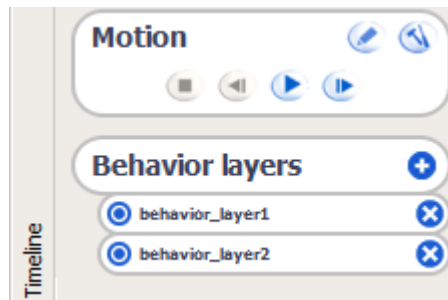 Motion
Behavior layers
behavior_layer1
behavior_layer2
Timeline